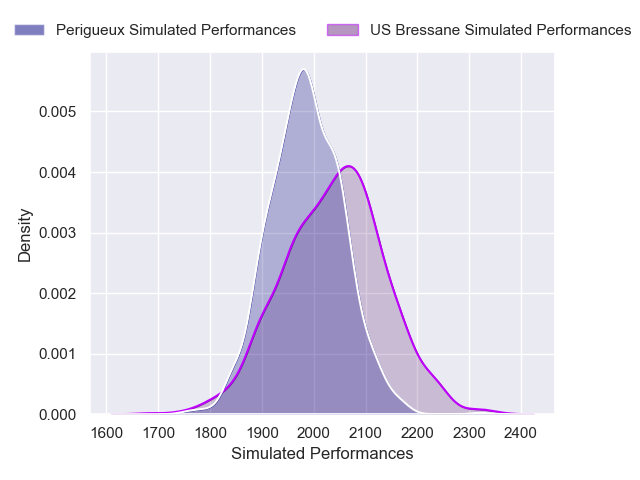 Perigueux Simulated Performances US Bressane Simulated Performances
0.005
0.004
0.003
0.002
0.001
0.000
Density
1600 1700 1800 1900 2000 2100 2200 2300 2400
Simulated Performances